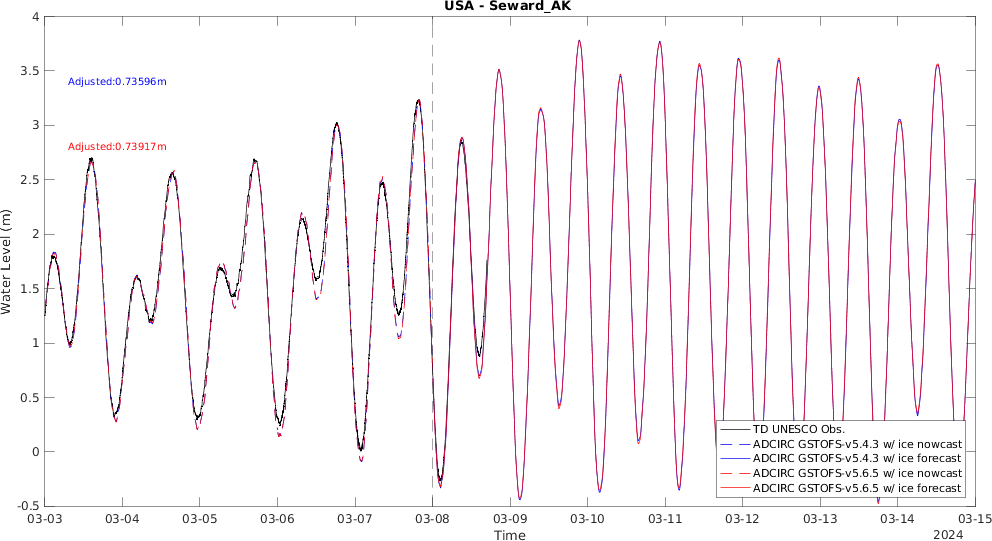 USA - Seward_AK
4
3.5
3
2.5
2
1.5
1
0.5
0
-0.5
Water Level (m)
Adjusted:0.73596m
Adjusted:0.73917m
TD UNESCO Obs.
ADCIRC GSTOFS-v5.4.3 w/ ice nowcast
ADCIRC GSTOFS-v5.4.3 w/ ice forecast
ADCIRC GSTOFS-v5.6.5 w/ ice nowcast
ADCIRC GSTOFS-v5.6.5 w/ ice forecast
03-03 03-04 03-05 03-06 03-07 03-08 03-09 03-10 03-11 03-12 03-13 03-14 03-15
Time
2024